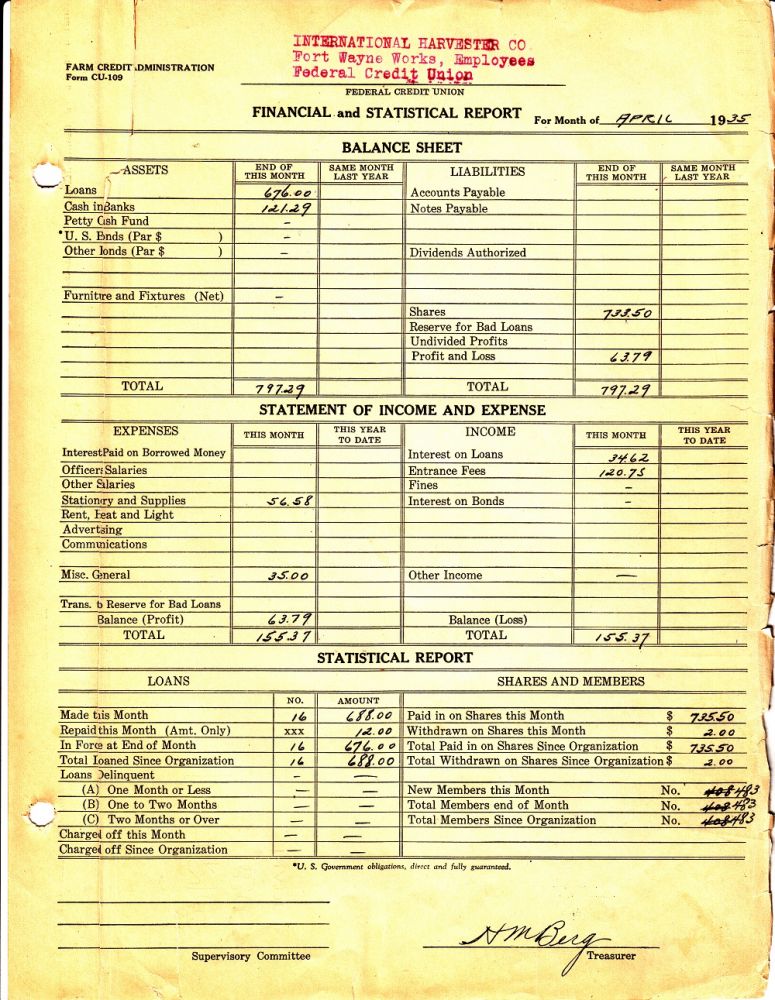 INTERNATIONAL HARVESTER CO.
Fort Wayne Works, Employees
Federal Credit Union
FARM CREDIT ADMINISTRATION
Form CU-109
FEDERAL CREDIT UNION
FINANCIAL and STATISTICAL REPORT For Month of APRIL 1935
BALANCE SHEET
ASSETS END OF THIS MONTH SAME MONTH LAST YEAR LIABILITIES END OF THIS MONTH SAME MONTH LAST YEAR
Loans 676.00 Accounts Payable
Cash in Banks 121.29 Notes Payable
Petty Cash Fund –
*U. S. Bonds (Par $ ) –
Other Bonds (Par $ ) – Dividends Authorized
Furniture and Fixtures (Net) –
Shares 733.50
Reserve for Bad Loans
Undivided Profits
Profit and Loss 63.79
TOTAL 797.29 TOTAL 797.29
STATEMENT OF INCOME AND EXPENSE
EXPENSES THIS MONTH THIS YEAR TO DATE INCOME THIS MONTH THIS YEAR TO DATE
Interest Paid on Borrowed Money Interest on Loans 34.62
Officers Salaries Entrance Fees 120.75
Other Salaries Fines –
Stationery and Supplies 56.58 Interest on Bonds –
Rent, Heat and Light
Advertising
Communications
Misc. General 35.00 Other Income —
Trans. to Reserve for Bad Loans
Balance (Profit) 63.79 Balance (Loss)
TOTAL 155.37 TOTAL 155.37
STATISTICAL REPORT
LOANS SHARES AND MEMBERS
NO. AMOUNT
Made this Month 16 688.00 Paid in on Shares this Month $ 735.50
Repaid this Month (Amt. Only) xxx 12.00 Withdrawn on Shares this Month $ 2.00
In Force at End of Month 16 676.00 Total Paid in on Shares Since Organization $ 735.50
Total Loaned Since Organization 16 688.00 Total Withdrawn on Shares Since Organization $ 2.00
Loans Delinquent – —
(A) One Month or Less — — New Members this Month No. 408 483
(B) One to Two Months — — Total Members end of Month No. 408 483
(C) Two Months or Over — — Total Members Since Organization No. 408 483
Charged off this Month — —
Charged off Since Organization — —
*U. S. Government obligations, direct and fully guaranteed.
H M Berg
Supervisory Committee Treasurer